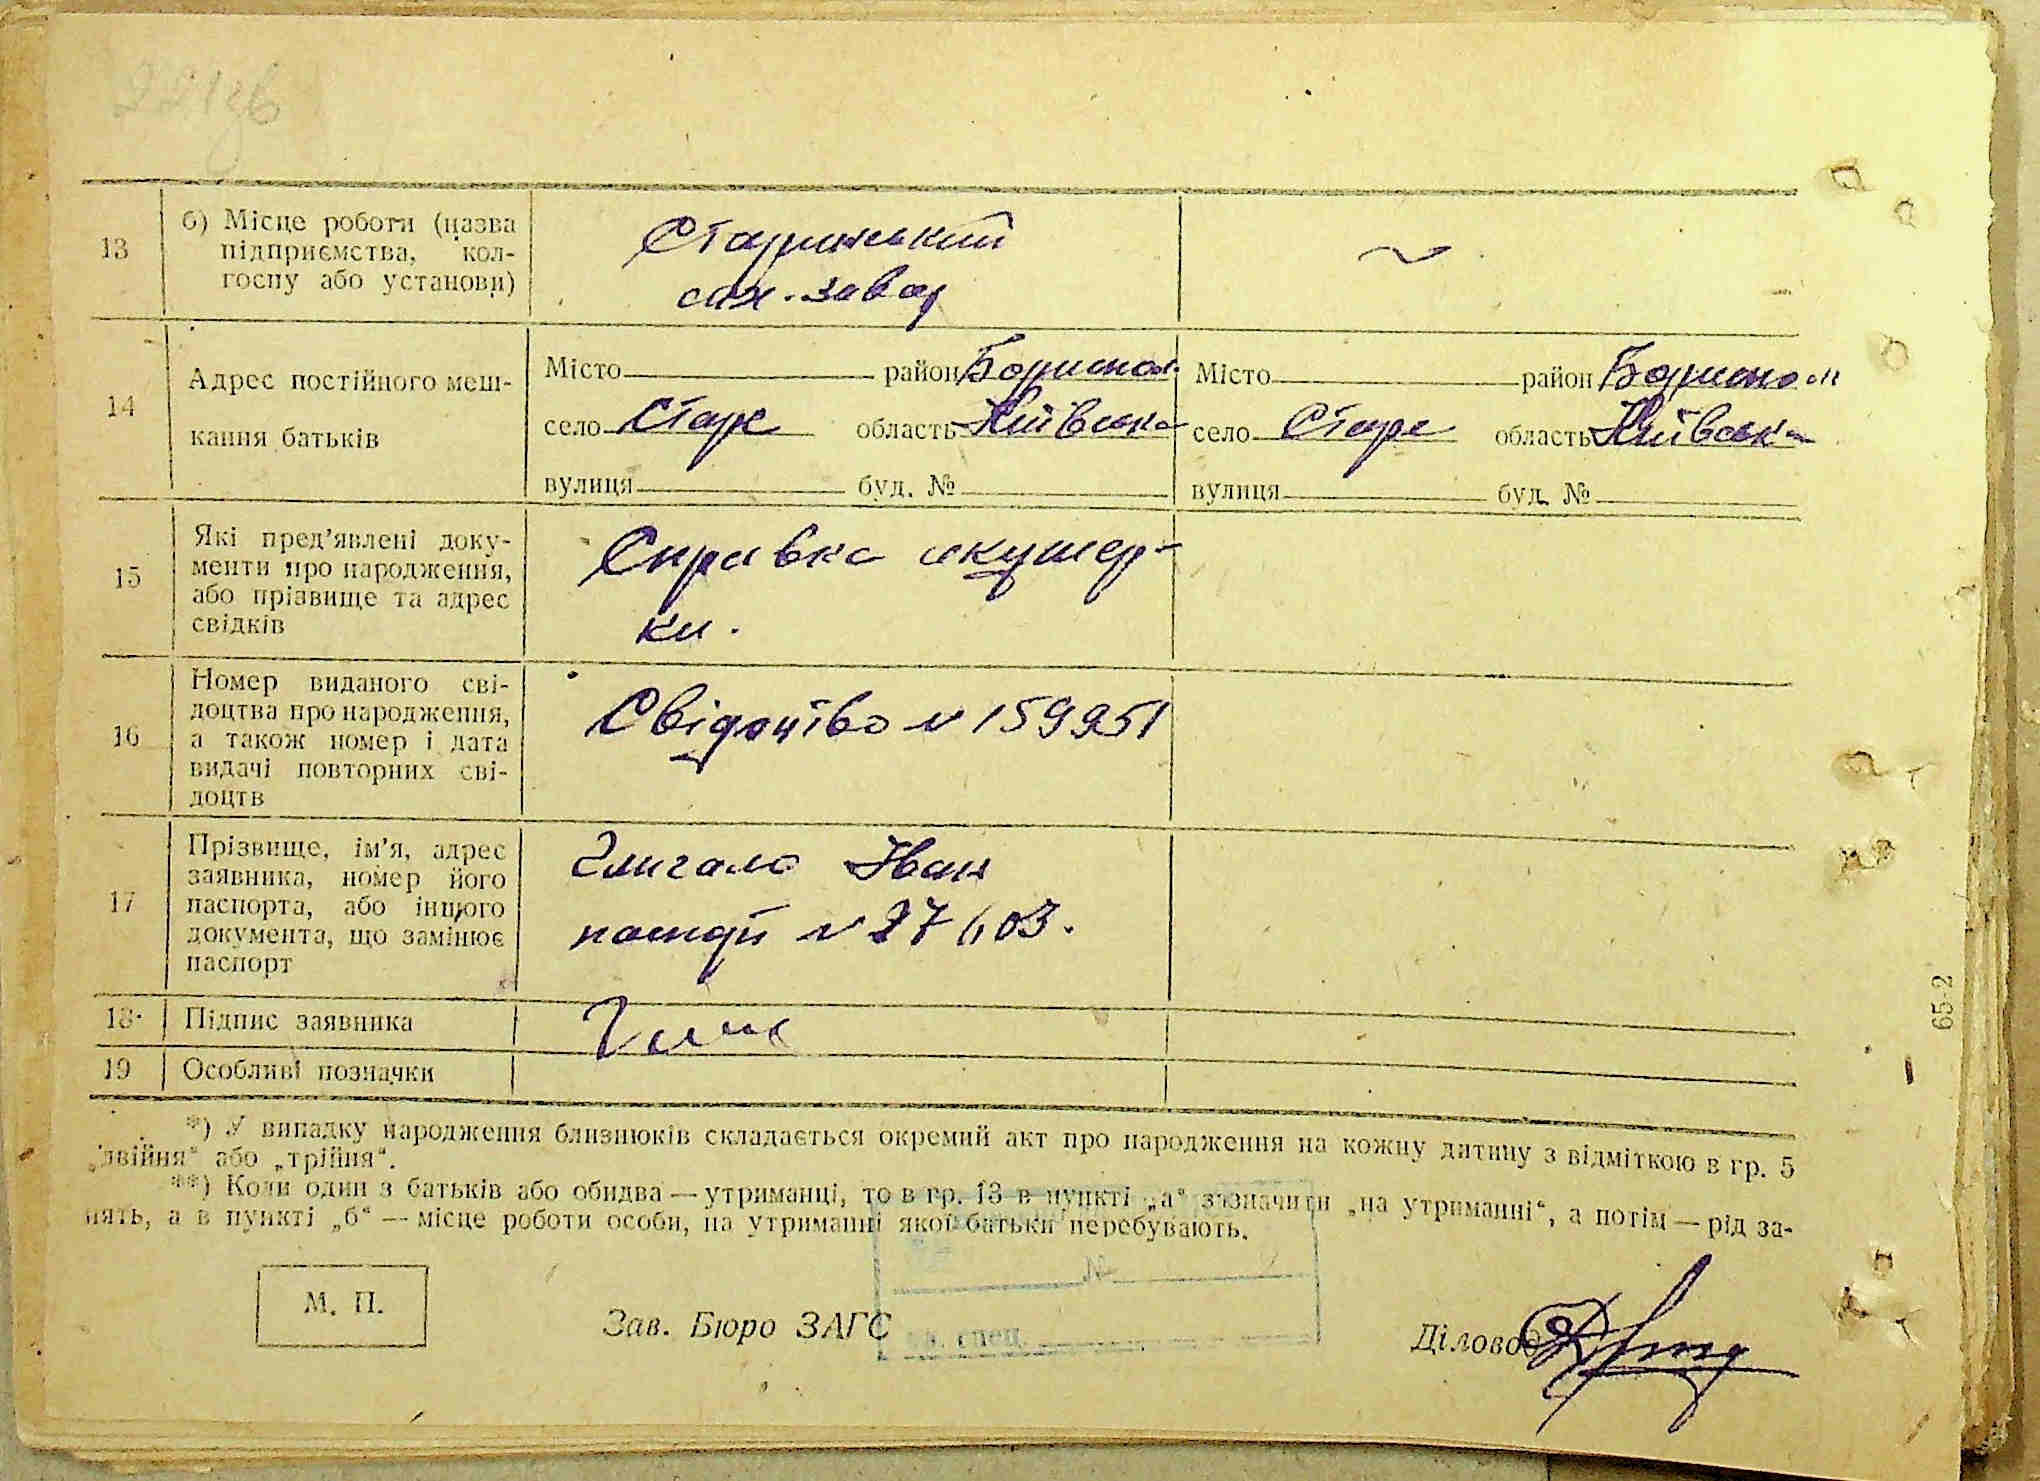 221зв
13 б) Місце роботи (назва підприємства, кол-госпу або установи)
Старинський
сах. завод
14 Адрес постійного меш-
кання батьків
Місто район Борисполь
село Старе область Київська
вулиця буд. №
Місто район Борисполь
село Старе область Київська
вулиця буд. №
15 Які пред'явлені доку-
менти про народження,
або прізвище та адрес
свідків
Справка акушер-
ки.
16 Номер виданого сві-
доцтва про народження,
а також номер і дата
видачі повторних сві-
доцтв
Свідоцтво № 159951
17 Прізвище, ім'я, адрес
заявника, номер його
паспорта, або іншого
документа, що замінює
паспорт
Іван
18 Підпис заявника
19 Особливі позначки
*) У випадку народження близнюків складається окремий акт про народження на кожну дитину з відміткою в гр. 5
„двійня“ або „трійня“.
**) Коли один з батьків або обидва — утриманці, то в гр. 13 в пункті „а“ зазначити „на утриманні“, а потім — рід за-
нять, а в пункті „б“ — місце роботи особи, на утриманні якої батьки перебувають.
№
М. П.
Зав. Бюро ЗАГС
Діловод
65-2